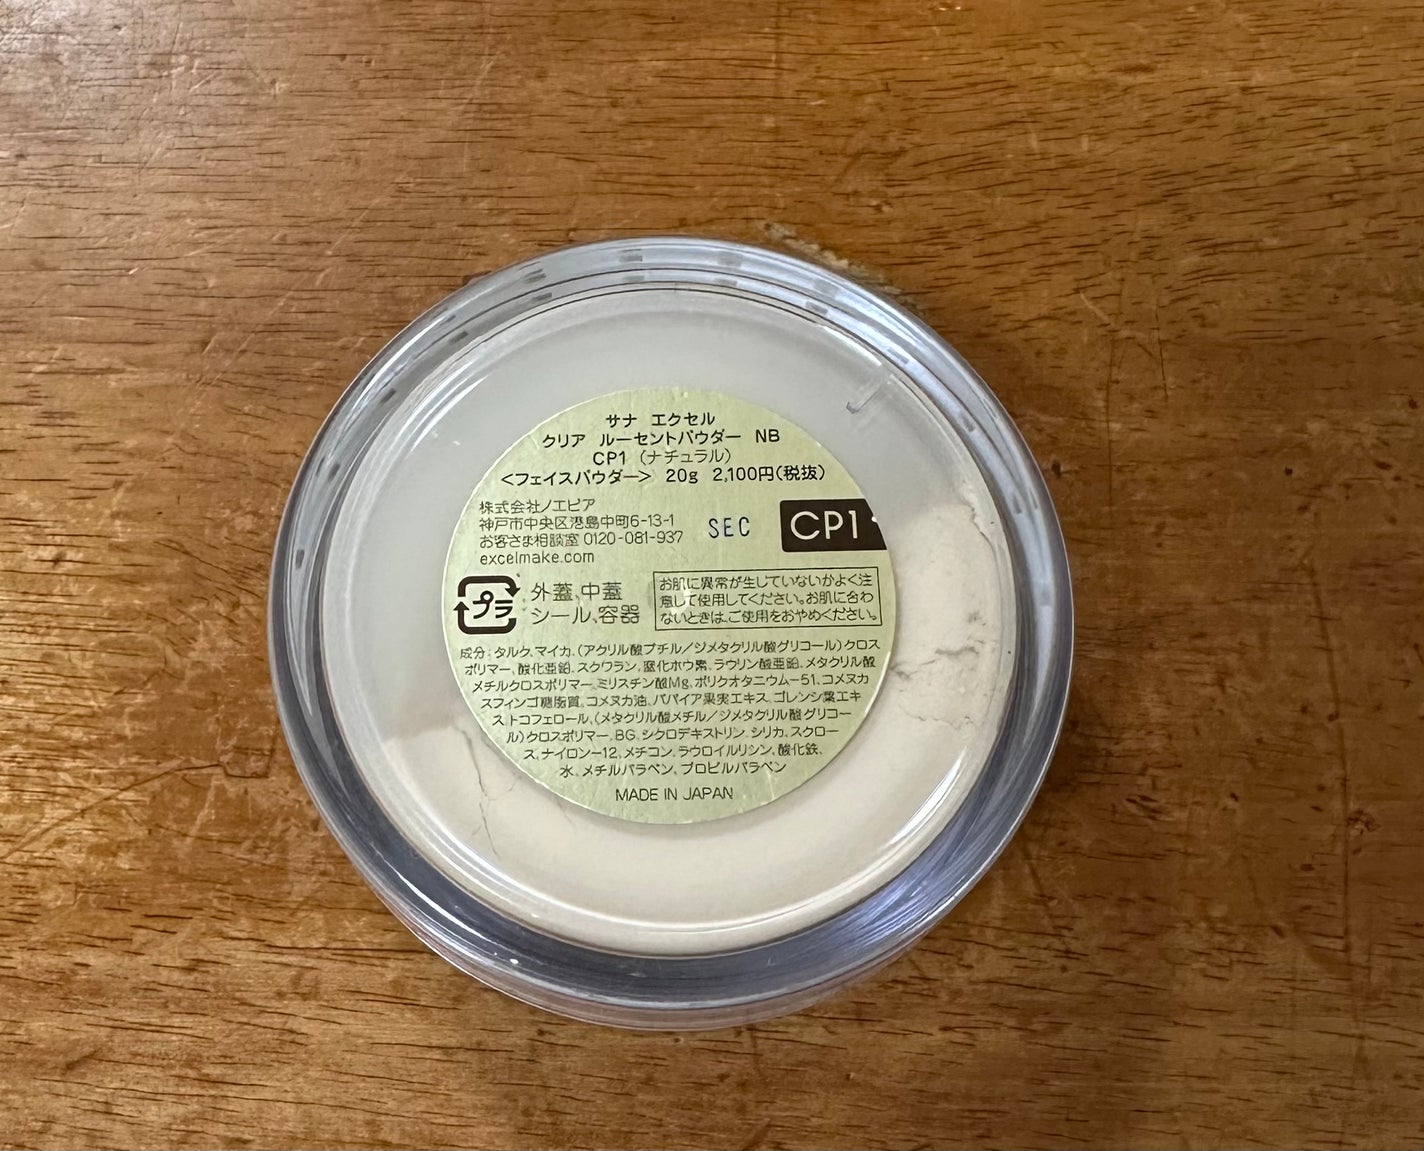 サナ エクセル
クリア ルーセントパウダー NB
CP1 (ナチュラル)
<フェイスパウダー> 20g 2,100円(税抜)
株式会社ノエビア
神戸市中央区港島中町6-13-1
お客さま相談室 0120-081-937
excelmake.com
SEC
CP1
プラ
外蓋、中蓋
シール、容器
お肌に異常が生じていないかよく注
意して使用してください。お肌に合わ
ないときは、ご使用をおやめください。
成分:タルク、マイカ、(アクリル酸ブチル/ジメタクリル酸グリコール)クロス
ポリマー、酸化亜鉛、スクワラン、窒化ホウ素、ラウリン酸亜鉛、メタクリル酸
メチルクロスポリマー、ミリスチン酸Mg、ポリクオタニウム-51、コメヌカ
スフィンゴ糖脂質、コメヌカ油、パパイア果実エキス、ゴレンシ葉エキ
ス、トコフェロール、(メタクリル酸メチル/ジメタクリル酸グリコー
ル)クロスポリマー、BG、シクロデキストリン、シリカ、スクロー
ス、ナイロン-12、メチコン、ラウロイルリシン、酸化鉄、
水、メチルパラベン、プロピルパラベン
MADE IN JAPAN